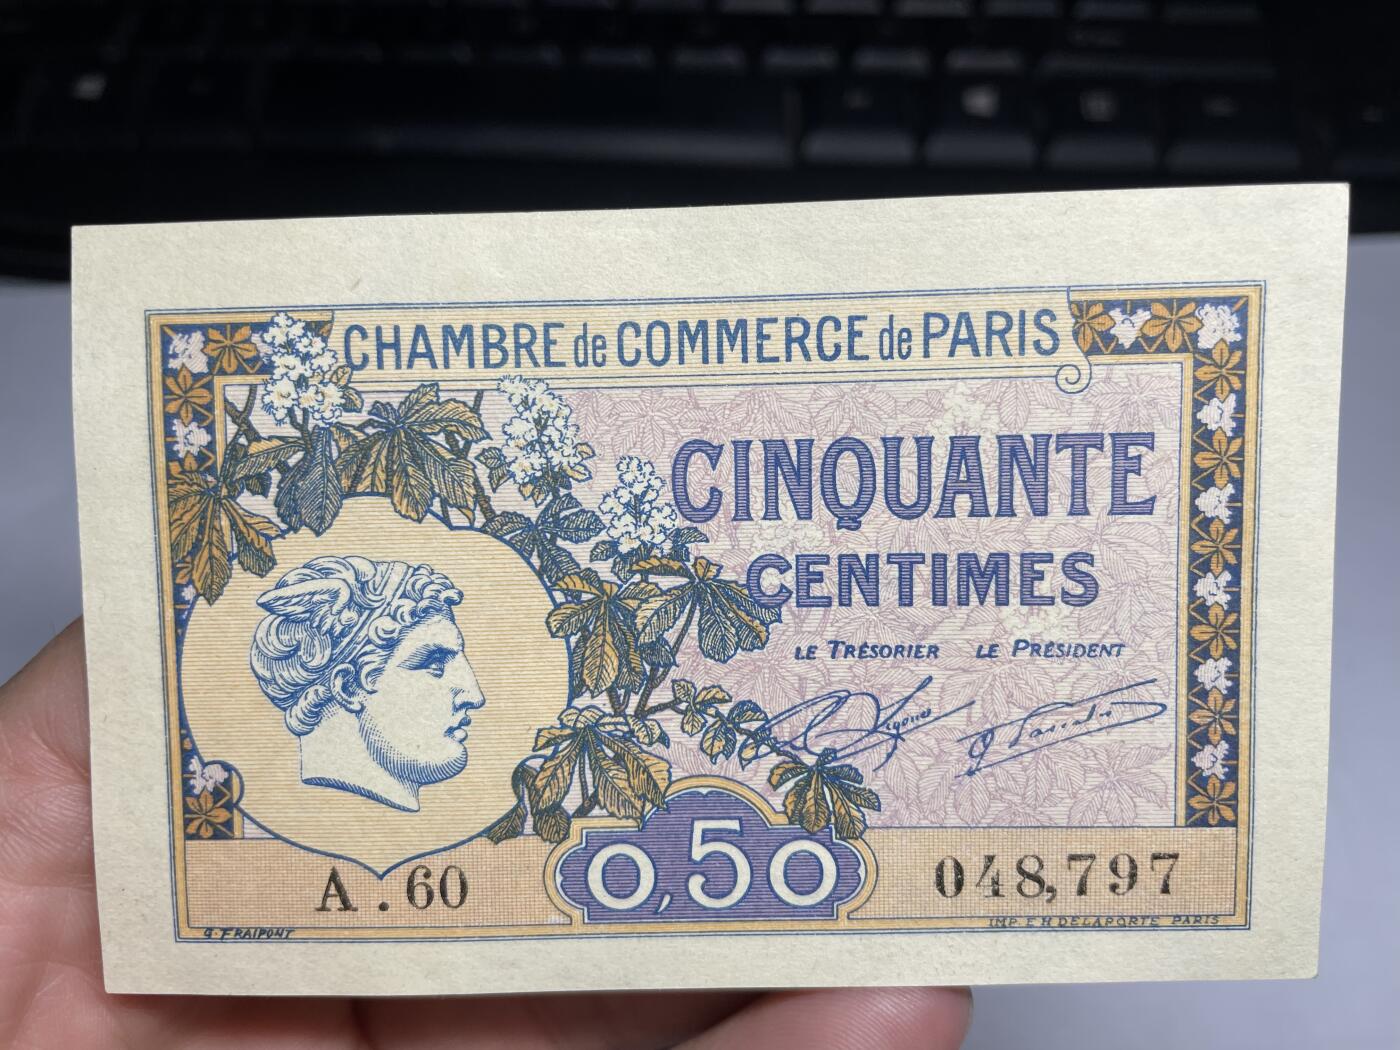 CHAMBRE de COMMERCE de PARIS
CINQUANTE
CENTIMES
LE TRÉSORIER LE PRÉSIDENT
A.60
0,50
048,797
G. FRAIPONT
IMP. E H DELAPORTE PARIS